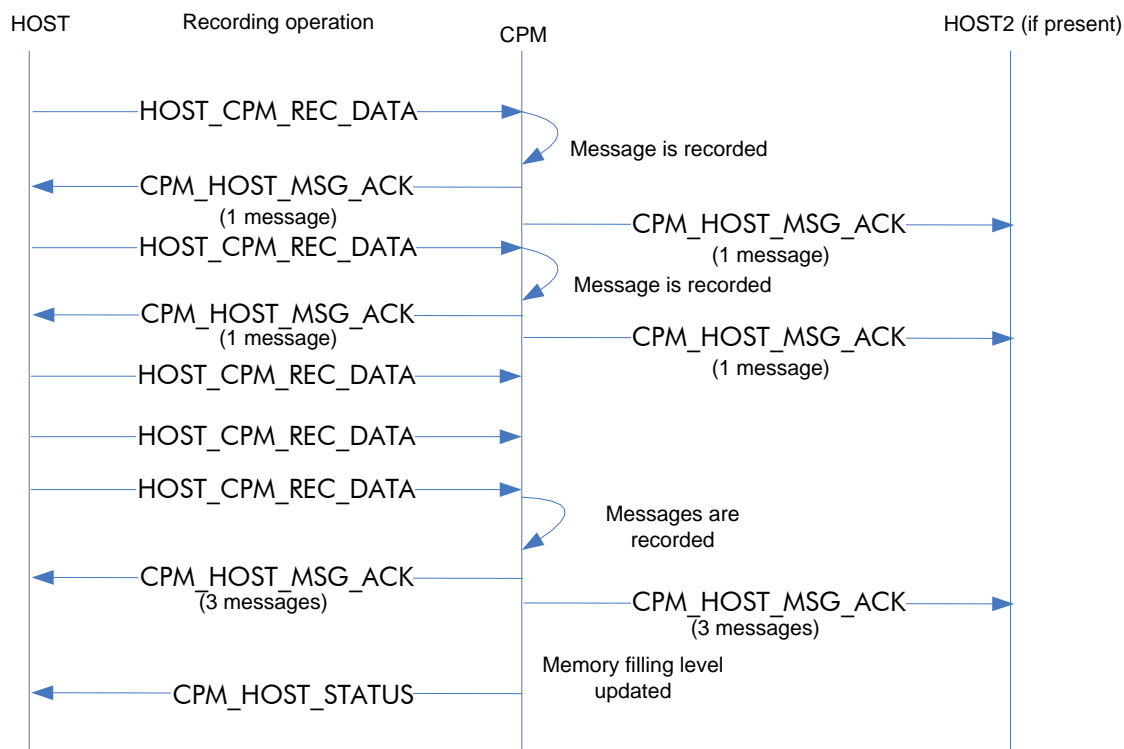 HOST
Recording operation
CPM
HOST2 (if present)
HOST_CPM_REC_DATA
Message is recorded
CPM_HOST_MSG_ACK
(1 message)
CPM_HOST_MSG_ACK
(1 message)
HOST_CPM_REC_DATA
Message is recorded
CPM_HOST_MSG_ACK
(1 message)
CPM_HOST_MSG_ACK
(1 message)
HOST_CPM_REC_DATA
HOST_CPM_REC_DATA
HOST_CPM_REC_DATA
Messages are
recorded
CPM_HOST_MSG_ACK
(3 messages)
CPM_HOST_MSG_ACK
(3 messages)
Memory filling level
updated
CPM_HOST_STATUS